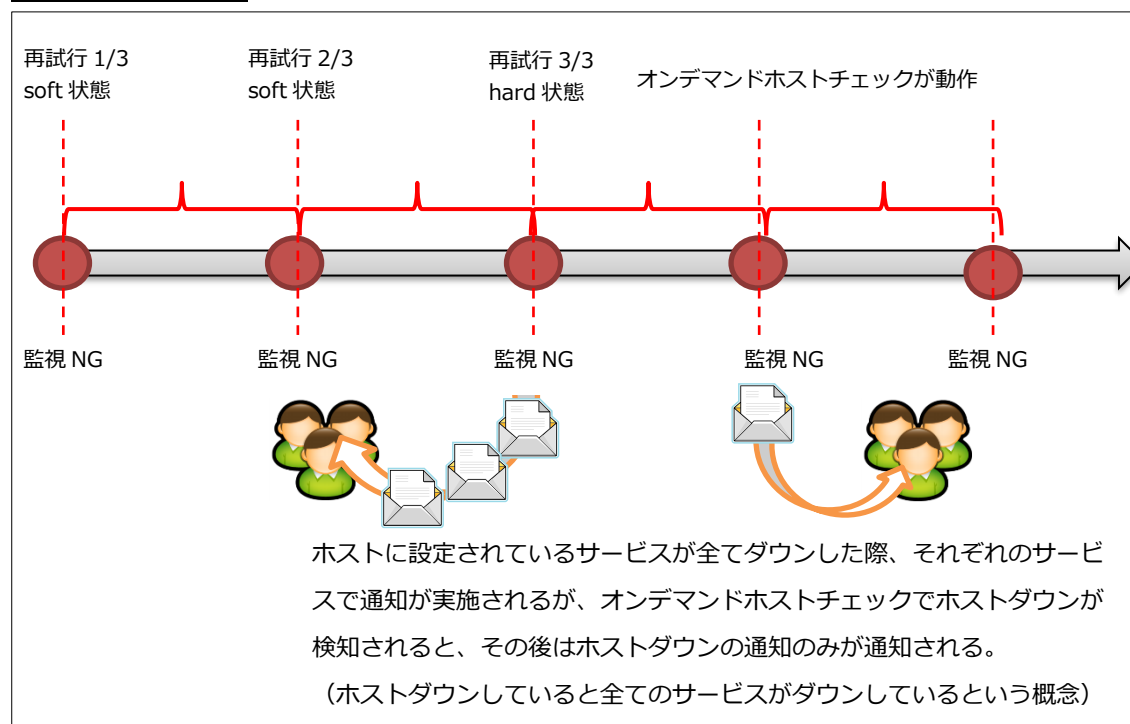 再試行 1/3
soft 状態
再試行 2/3
soft 状態
再試行 3/3
hard 状態
オンデマンドホストチェックが動作
監視 NG
監視 NG
監視 NG
監視 NG
監視 NG
ホストに設定されているサービスが全てダウンした際、それぞれのサービ
スで通知が実施されるが、オンデマンドホストチェックでホストダウンが
検知されると、その後はホストダウンの通知のみが通知される。
（ホストダウンしていると全てのサービスがダウンしているという概念）